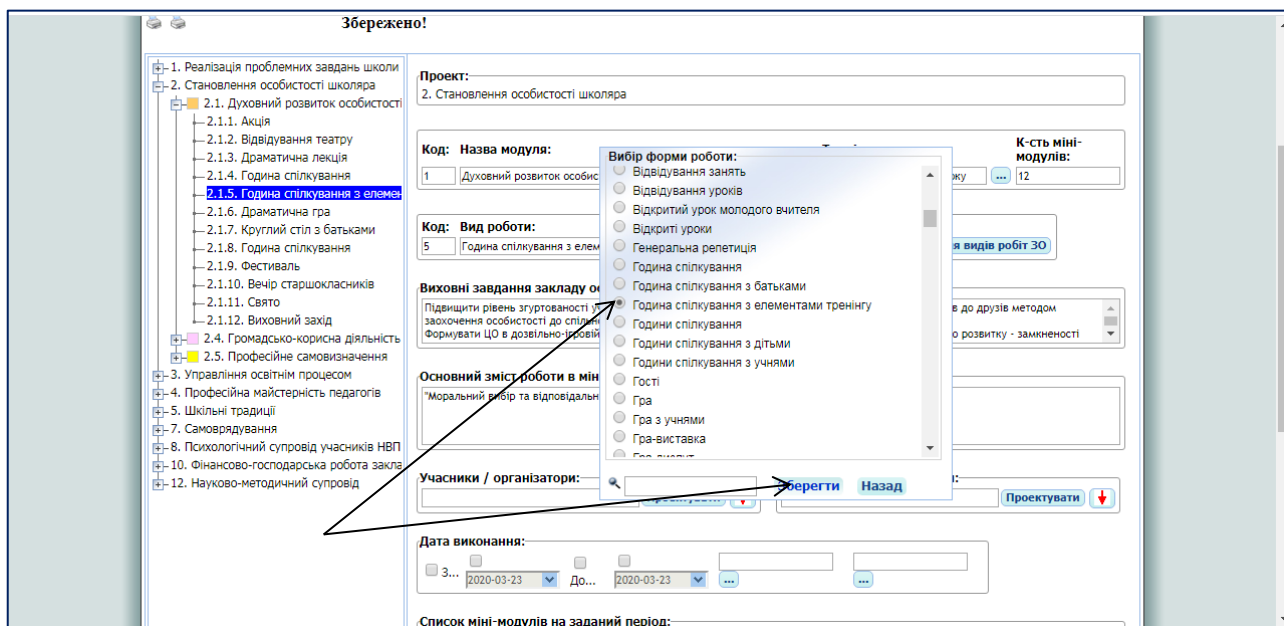 Збережено!
1. Реалізація проблемних завдань школи
2. Становлення особистості школяра
2.1. Духовний розвиток особистості
2.1.1. Акція
2.1.2. Відвідування театру
2.1.3. Драматична лекція
2.1.4. Година спілкування
2.1.5. Година спілкування з елемен
2.1.6. Драматична гра
2.1.7. Круглий стіл з батьками
2.1.8. Година спілкування
2.1.9. Фестиваль
2.1.10. Вечір старшокласників
2.1.11. Свято
2.1.12. Виховний захід
2.4. Громадсько-корисна діяльність
2.5. Професійне самовизначення
3. Управління освітнім процесом
4. Професійна майстерність педагогів
5. Шкільні традиції
7. Самоврядування
8. Психологічний супровід учасників НВП
10. Фінансово-господарська робота закла
12. Науково-методичний супровід
Проект:
2. Становлення особистості школяра
Код: Назва модуля:
К-сть міні-
модулів:
1 Духовний розвиток особис
... 12
Код: Вид роботи:
5 Година спілкування з елем
я видів робіт ЗО
Виховні завдання закладу ос
Підвищити рівень згуртованості у
в до друзів методом
заохочення особистості до спільн
Формувати ЦО в дозвільно-ігровій
о розвитку - замкненості
Основний зміст роботи в мін
"Моральний вибір та відповідальн
Учасники / організатори:
Проектувати
Дата виконання:
З...
2020-03-23
До...
2020-03-23
...
...
Список міні-модулів на заданий період:
Вибір форми роботи:
Відвідування занять
Відвідування уроків
Відкритий урок молодого вчителя
Відкриті уроки
Генеральна репетиція
Година спілкування
Година спілкування з батьками
Година спілкування з елементами тренінгу
Години спілкування
Години спілкування з дітьми
Години спілкування з учнями
Гості
Гра
Гра з учнями
Гра-виставка
Гра-диспут
Зберегти Назад